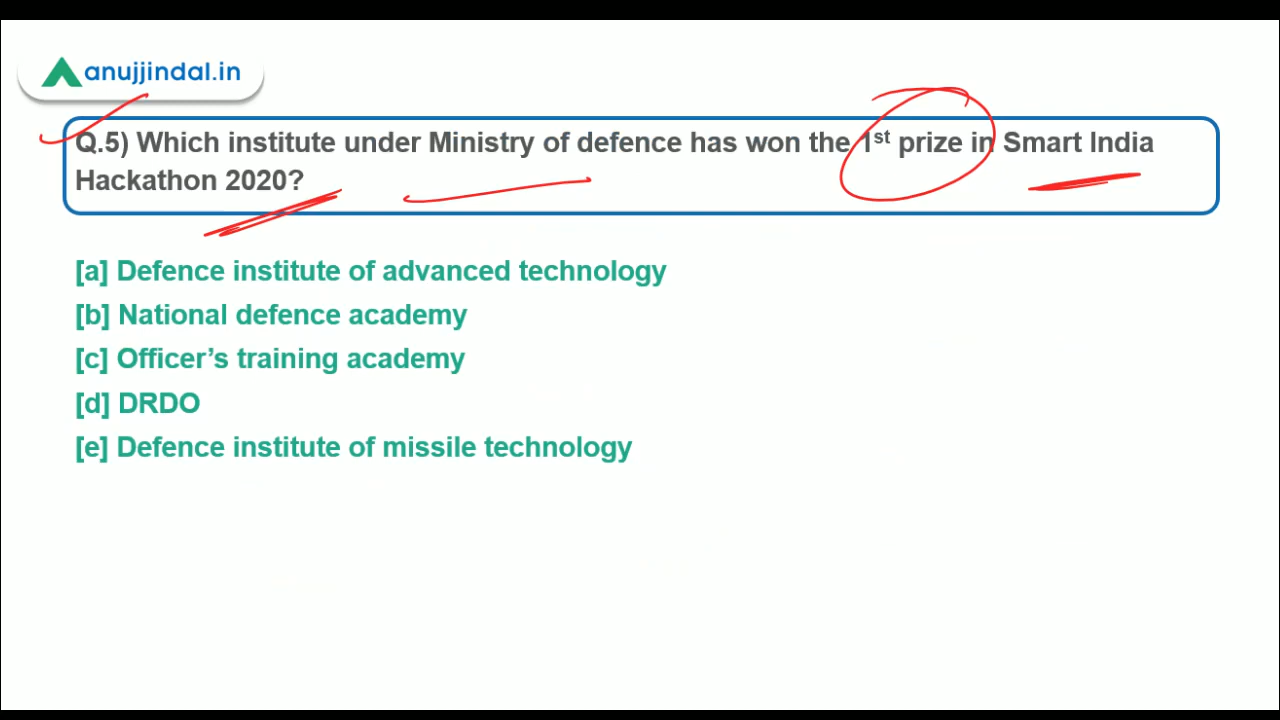 anujjindal.in
Q.5) Which institute under Ministry of defence has won the 1st prize in Smart India
Hackathon 2020?
[a] Defence institute of advanced technology
[b] National defence academy
[c] Officer’s training academy
[d] DRDO
[e] Defence institute of missile technology